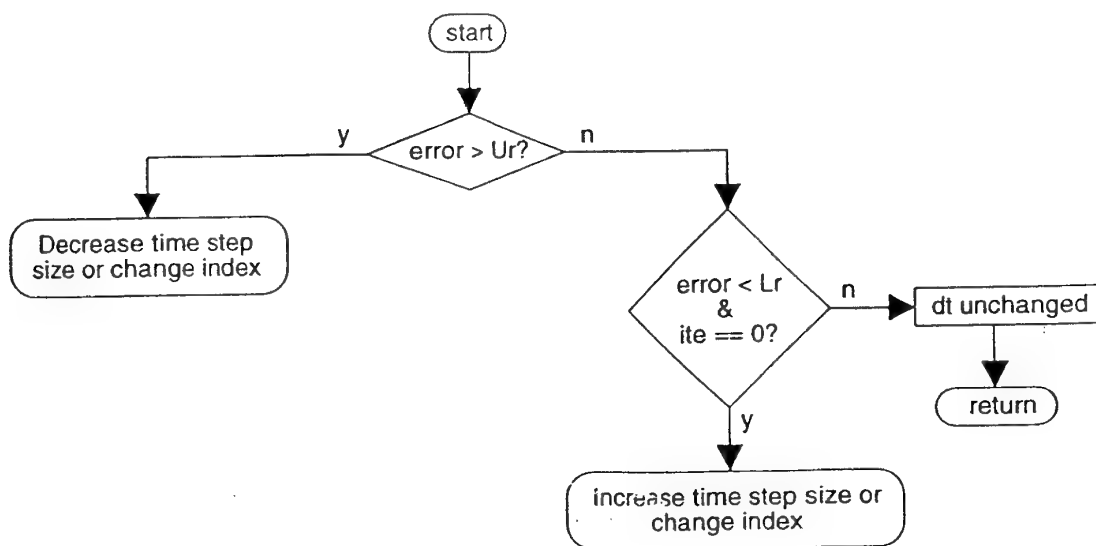 start
y
error > Ur?
n
Decrease time step
size or change index
error < Lr
&
ite == 0?
n
dt unchanged
return
y
Increase time step size or
change index